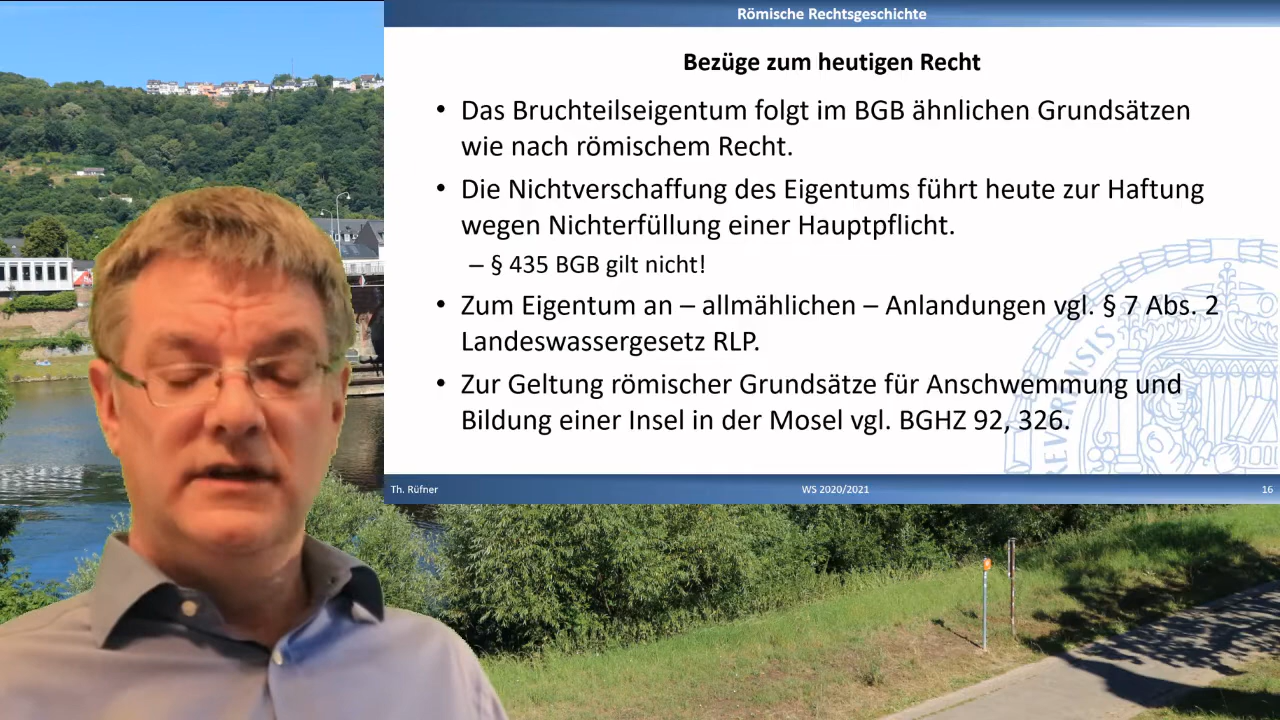 Römische Rechtsgeschichte
Bezüge zum heutigen Recht
• Das Bruchteilseigentum folgt im BGB ähnlichen Grundsätzen
wie nach römischem Recht.
• Die Nichtverschaffung des Eigentums führt heute zur Haftung
wegen Nichterfüllung einer Hauptpflicht.
– § 435 BGB gilt nicht!
• Zum Eigentum an – allmählichen – Anlandungen vgl. § 7 Abs. 2
Landeswassergesetz RLP.
• Zur Geltung römischer Grundsätze für Anschwemmung und
Bildung einer Insel in der Mosel vgl. BGHZ 92, 326.
Th. Rüfner
WS 2020/2021
16